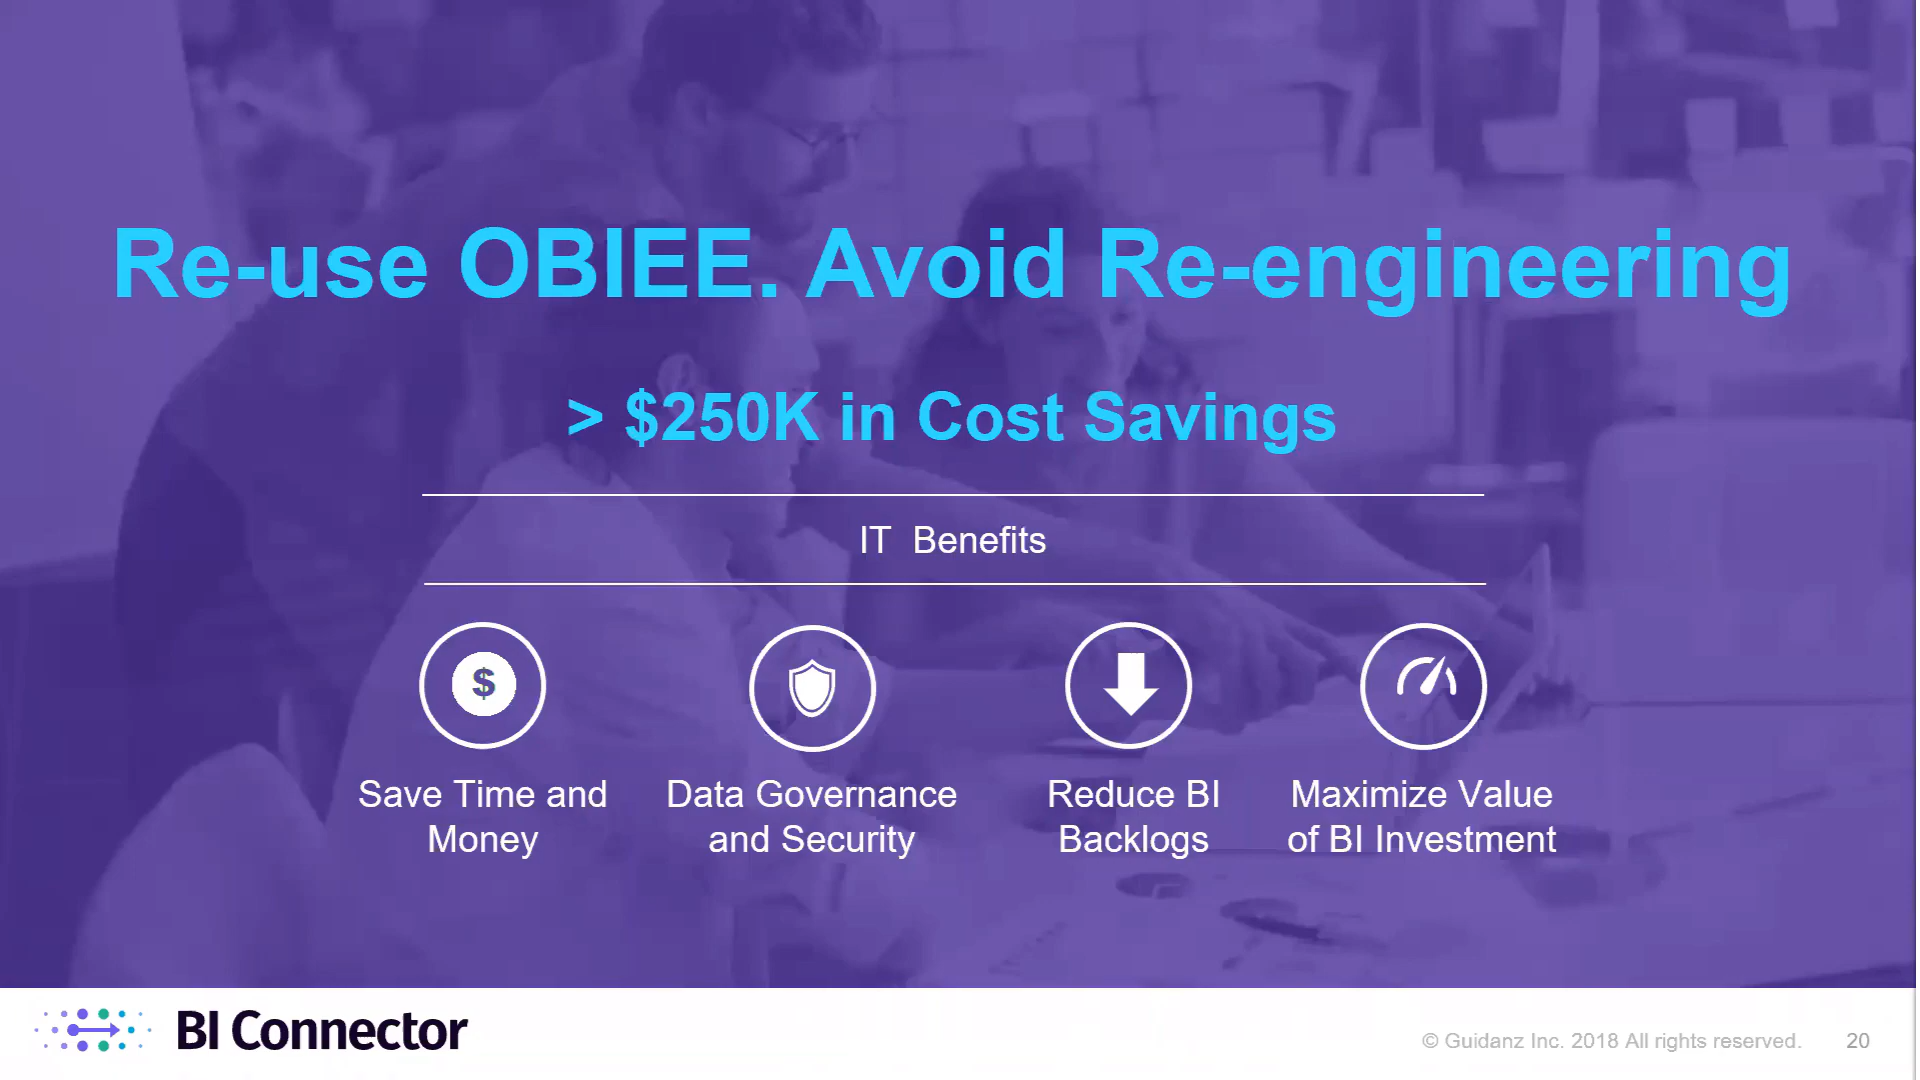 Re-use OBIEE. Avoid Re-engineering
> $250K in Cost Savings
IT Benefits
$
Save Time and
Money
Data Governance
and Security
Reduce BI
Backlogs
Maximize Value
of BI Investment
BI Connector
© Guidanz Inc. 2018 All rights reserved. 20